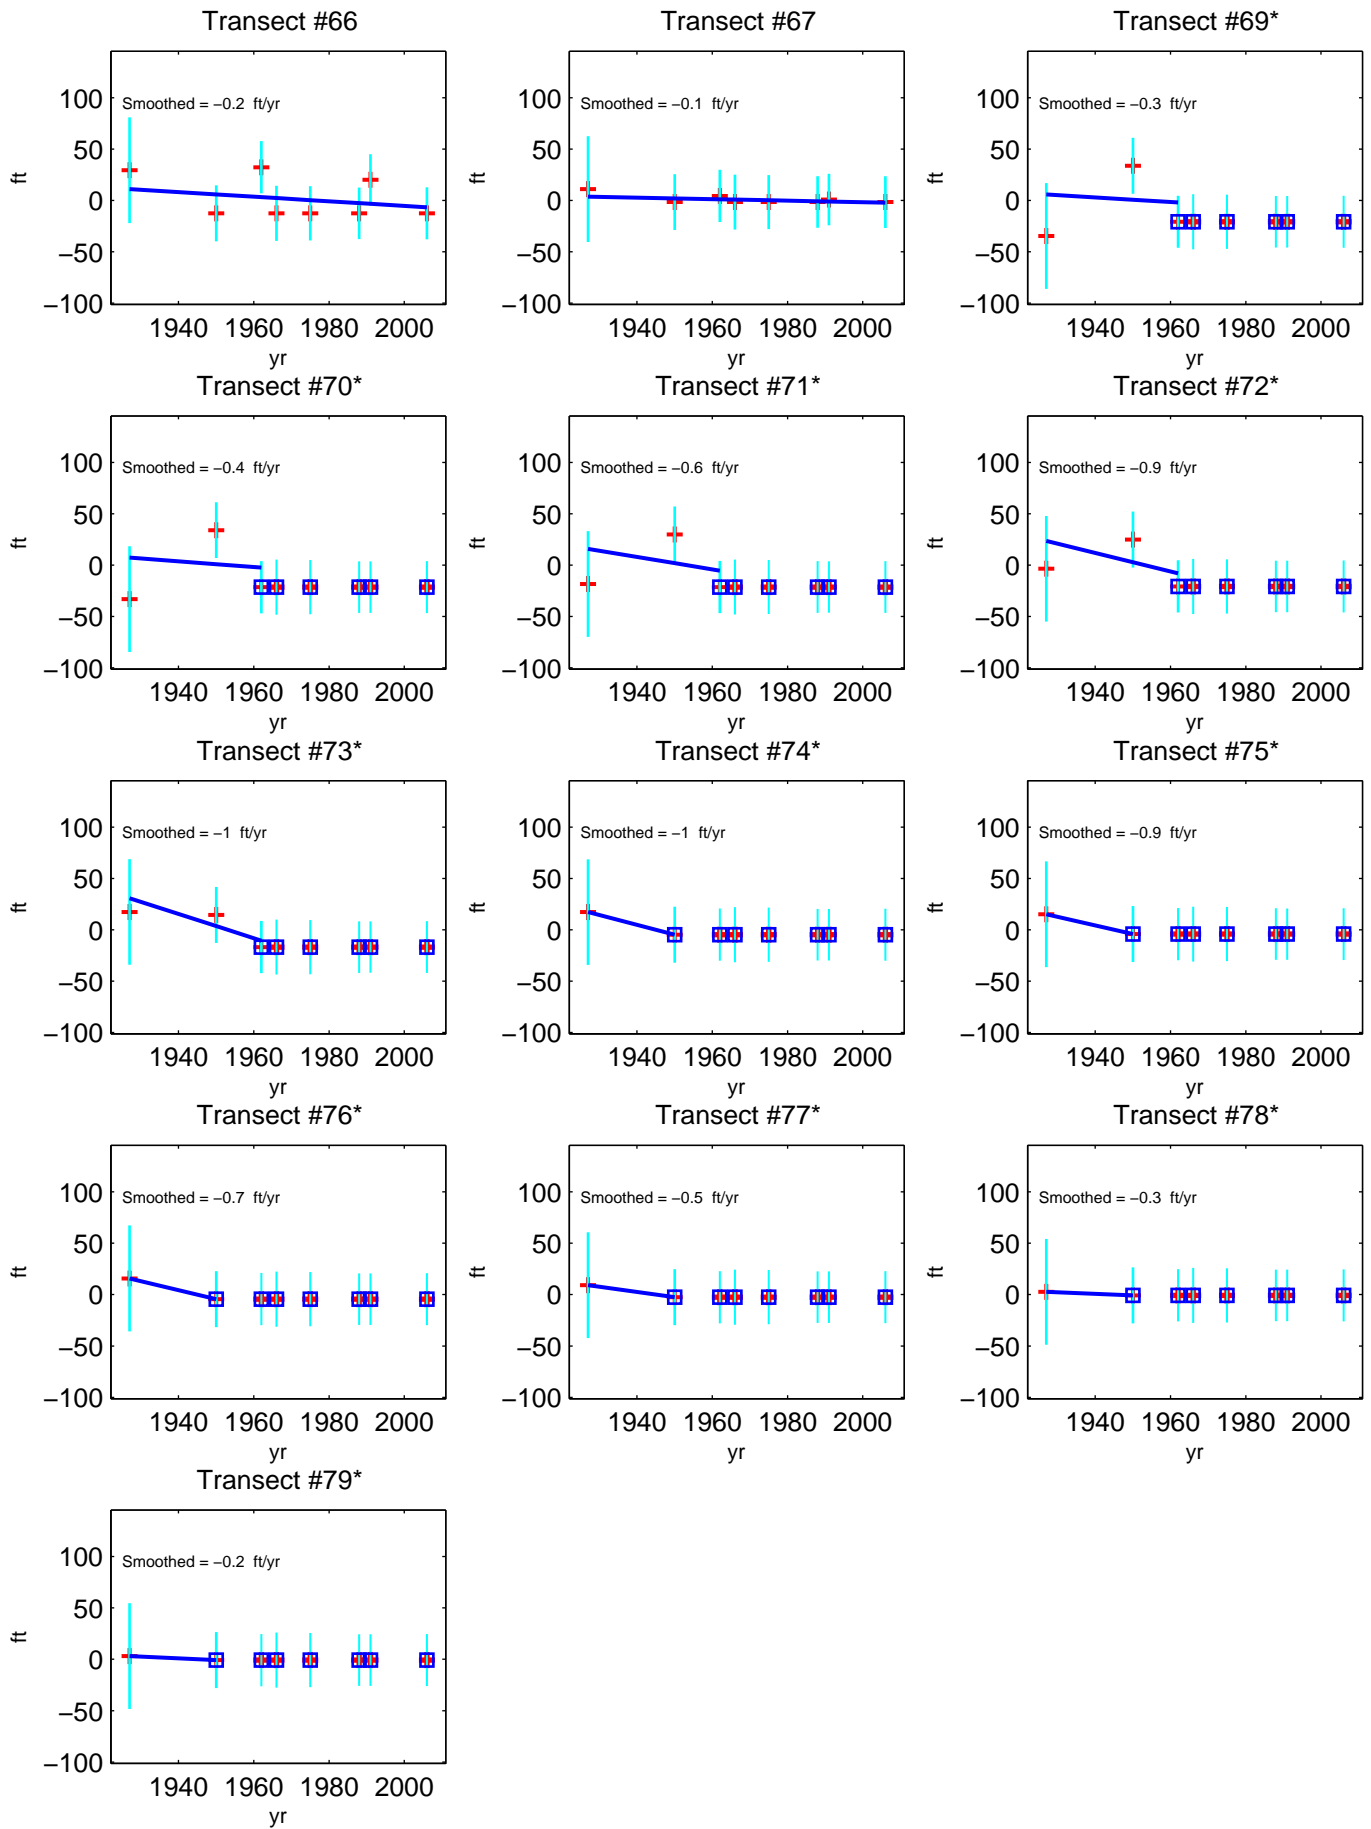 Transect #66
Transect #67
Transect #69*
Smoothed = −0.2 ft/yr
Smoothed = −0.1 ft/yr
Smoothed = −0.3 ft/yr
100
50
0
−50
−100
ft
1940 1960 1980 2000
yr
100
50
0
−50
−100
ft
1940 1960 1980 2000
yr
100
50
0
−50
−100
ft
1940 1960 1980 2000
yr
Transect #70*
Transect #71*
Transect #72*
Smoothed = −0.4 ft/yr
Smoothed = −0.6 ft/yr
Smoothed = −0.9 ft/yr
100
50
0
−50
−100
ft
1940 1960 1980 2000
yr
100
50
0
−50
−100
ft
1940 1960 1980 2000
yr
100
50
0
−50
−100
ft
1940 1960 1980 2000
yr
Transect #73*
Transect #74*
Transect #75*
Smoothed = −1 ft/yr
Smoothed = −1 ft/yr
Smoothed = −0.9 ft/yr
100
50
0
−50
−100
ft
1940 1960 1980 2000
yr
100
50
0
−50
−100
ft
1940 1960 1980 2000
yr
100
50
0
−50
−100
ft
1940 1960 1980 2000
yr
Transect #76*
Transect #77*
Transect #78*
Smoothed = −0.7 ft/yr
Smoothed = −0.5 ft/yr
Smoothed = −0.3 ft/yr
100
50
0
−50
−100
ft
1940 1960 1980 2000
yr
100
50
0
−50
−100
ft
1940 1960 1980 2000
yr
100
50
0
−50
−100
ft
1940 1960 1980 2000
yr
Transect #79*
Smoothed = −0.2 ft/yr
100
50
0
−50
−100
ft
1940 1960 1980 2000
yr